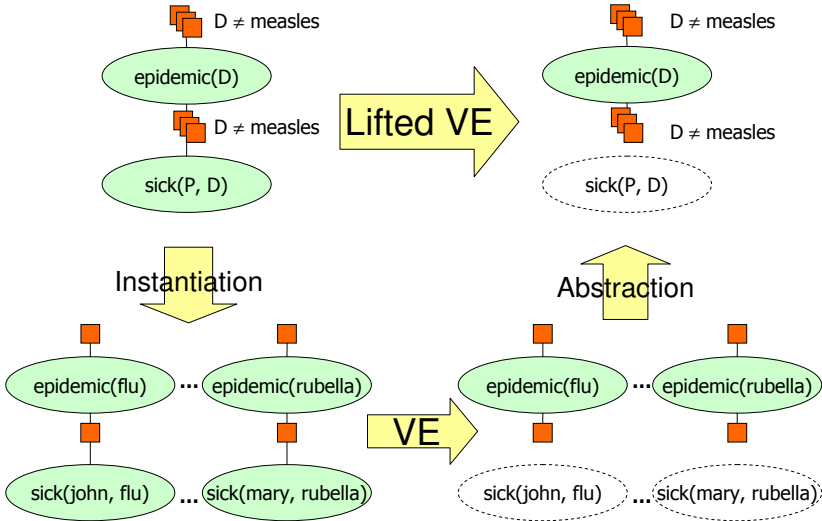 D ≠ measles
D ≠ measles
epidemic(D)
Lifted VE
epidemic(D)
D ≠ measles
D ≠ measles
sick(P, D)
sick(P, D)
Instantiation
Abstraction
epidemic(flu) ... epidemic(rubella)
epidemic(flu) ... epidemic(rubella)
VE
sick(john, flu) ... sick(mary, rubella)
sick(john, flu) ... sick(mary, rubella)